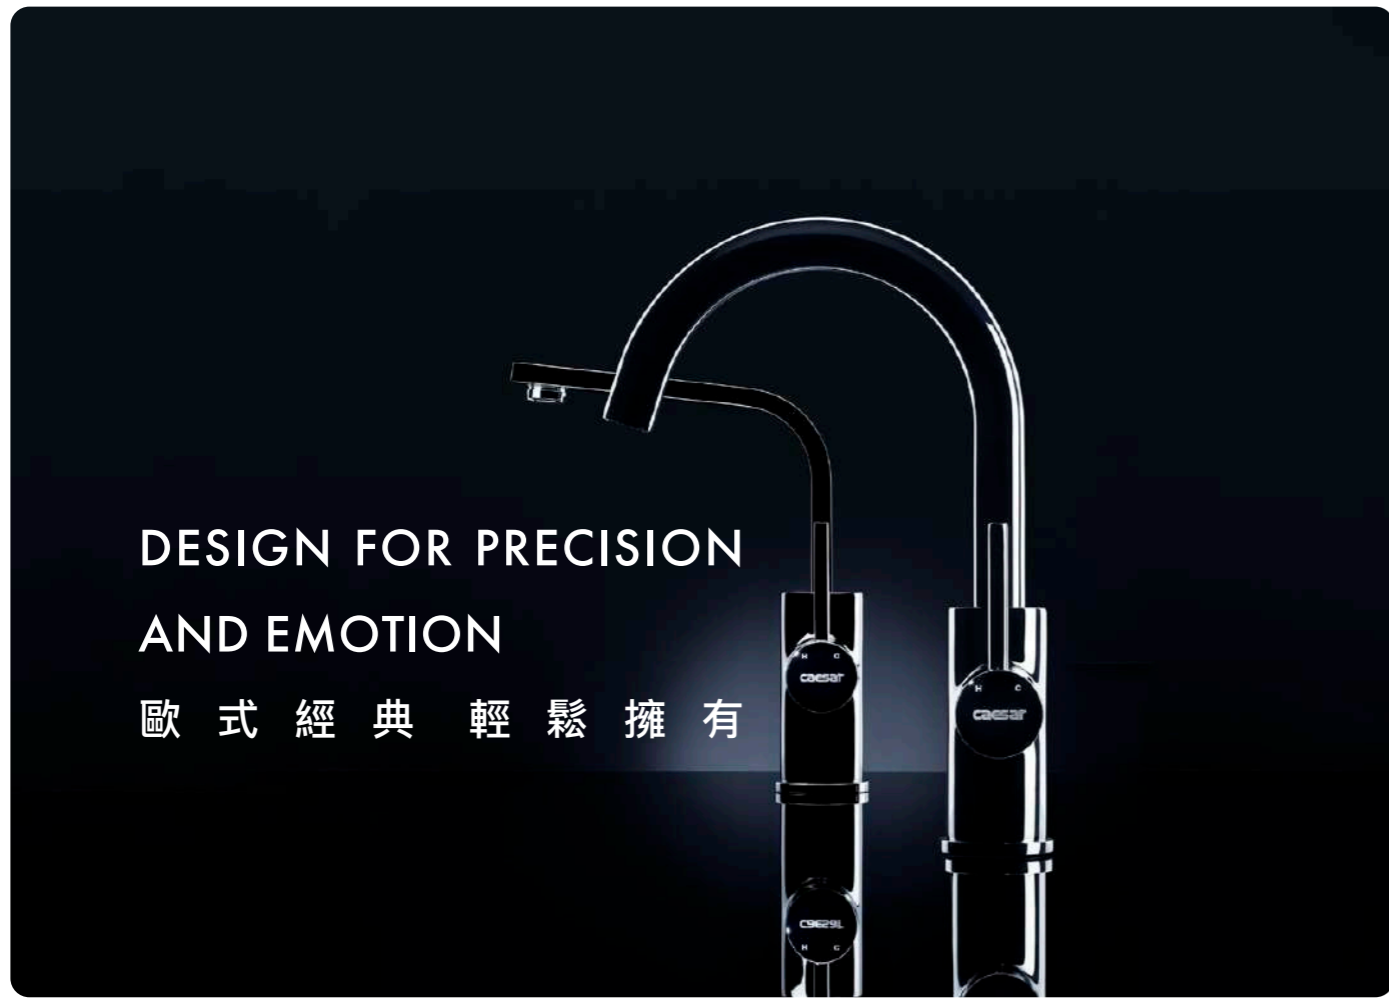 DESIGN FOR PRECISION
AND EMOTION
歐式經典 輕鬆擁有
H C
caesar
H C
caesar
H C